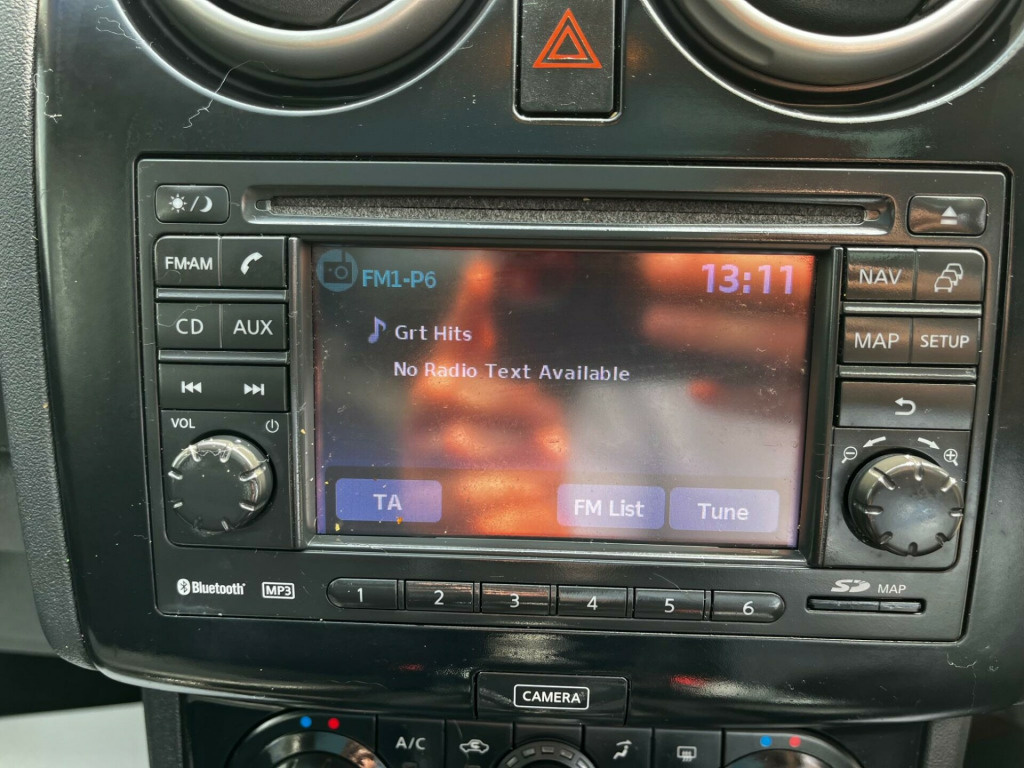 FM·AM
CD
AUX
VOL
FM1-P6
13:11
Grt Hits
No Radio Text Available
TA
FM List
Tune
NAV
MAP
SETUP
Bluetooth
MP3
1
2
3
4
5
6
SD
MAP
CAMERA
A/C